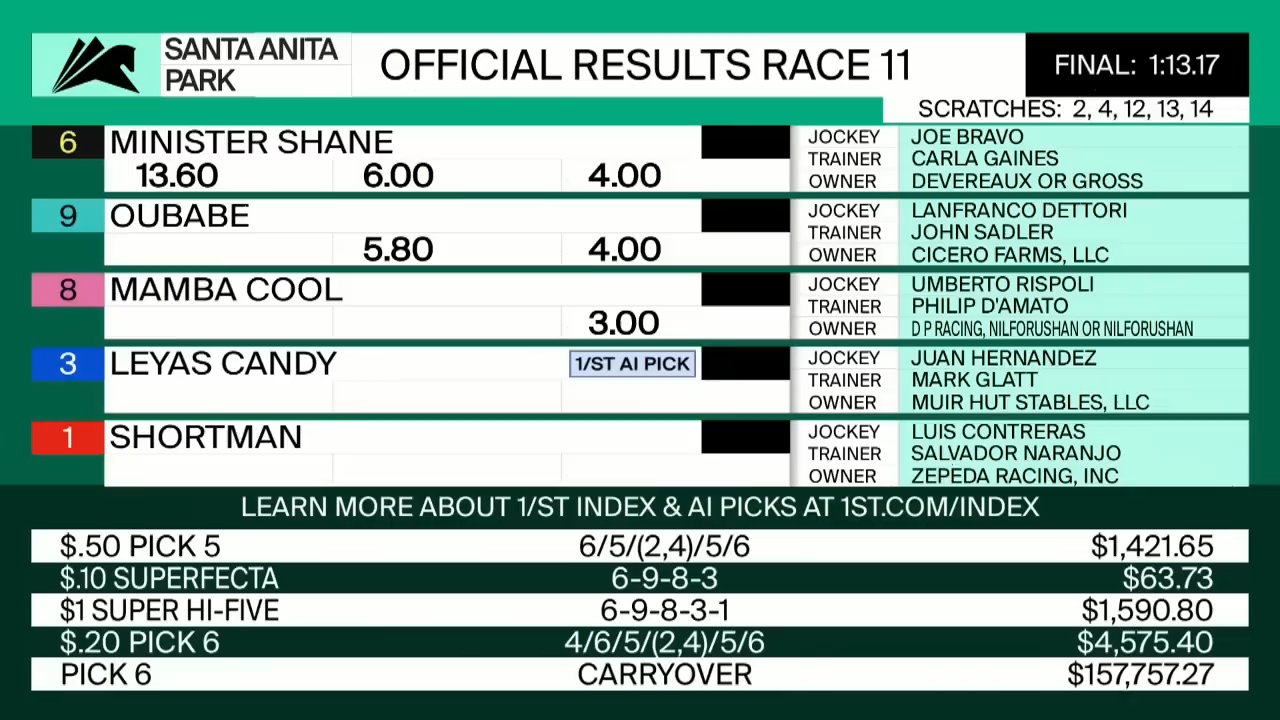 SANTA ANITA
PARK
OFFICIAL RESULTS RACE 11
FINAL: 1:13.17
SCRATCHES: 2, 4, 12, 13, 14
6 MINISTER SHANE
13.60 6.00 4.00
JOCKEY JOE BRAVO
TRAINER CARLA GAINES
OWNER DEVEREAUX OR GROSS
9 OUBABE
5.80 4.00
JOCKEY LANFRANCO DETTORI
TRAINER JOHN SADLER
OWNER CICERO FARMS, LLC
8 MAMBA COOL
3.00
JOCKEY UMBERTO RISPOLI
TRAINER PHILIP D'AMATO
OWNER D P RACING, NILFORUSHAN OR NILFORUSHAN
3 LEYAS CANDY 1/ST AI PICK
JOCKEY JUAN HERNANDEZ
TRAINER MARK GLATT
OWNER MUIR HUT STABLES, LLC
1 SHORTMAN
JOCKEY LUIS CONTRERAS
TRAINER SALVADOR NARANJO
OWNER ZEPEDA RACING, INC
LEARN MORE ABOUT 1/ST INDEX & AI PICKS AT 1ST.COM/INDEX
$.50 PICK 5 6/5/(2,4)/5/6 $1,421.65
$.10 SUPERFECTA 6-9-8-3 $63.73
$1 SUPER HI-FIVE 6-9-8-3-1 $1,590.80
$.20 PICK 6 4/6/5/(2,4)/5/6 $4,575.40
PICK 6 CARRYOVER $157,757.27